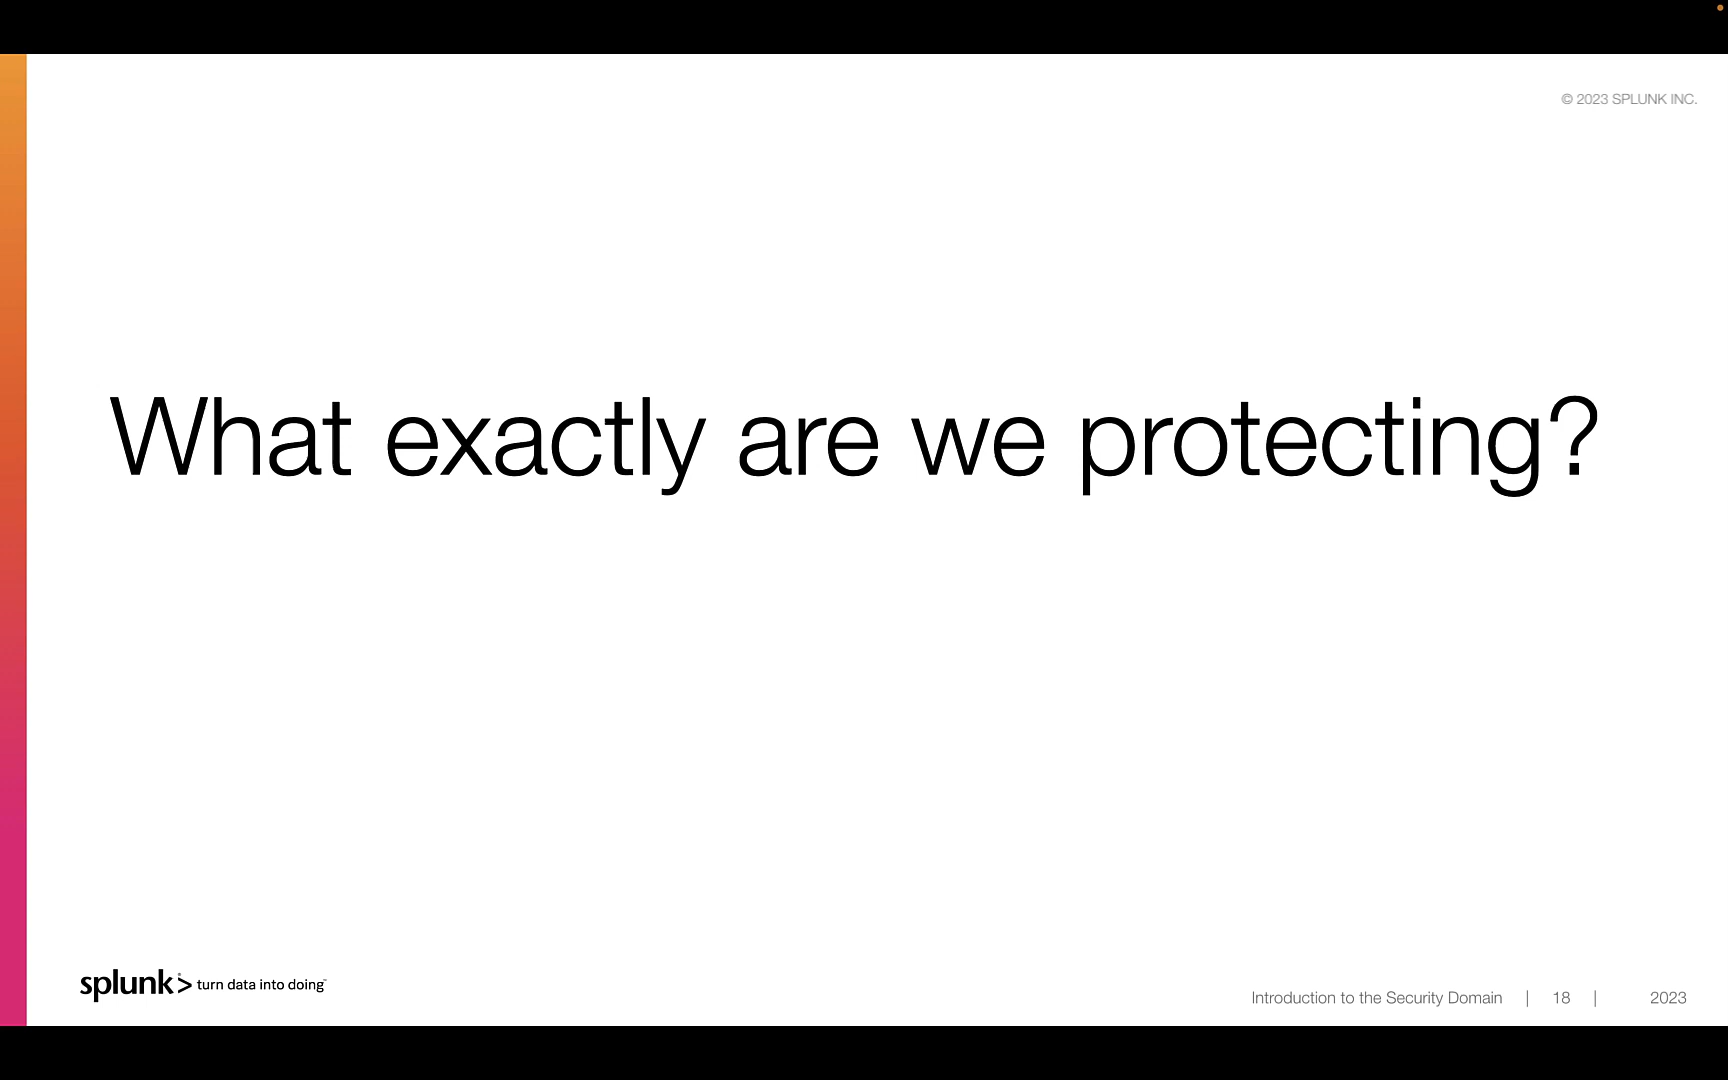 © 2023 SPLUNK INC.
What exactly are we protecting?
splunk> turn data into doing™
Introduction to the Security Domain | 18 | 2023